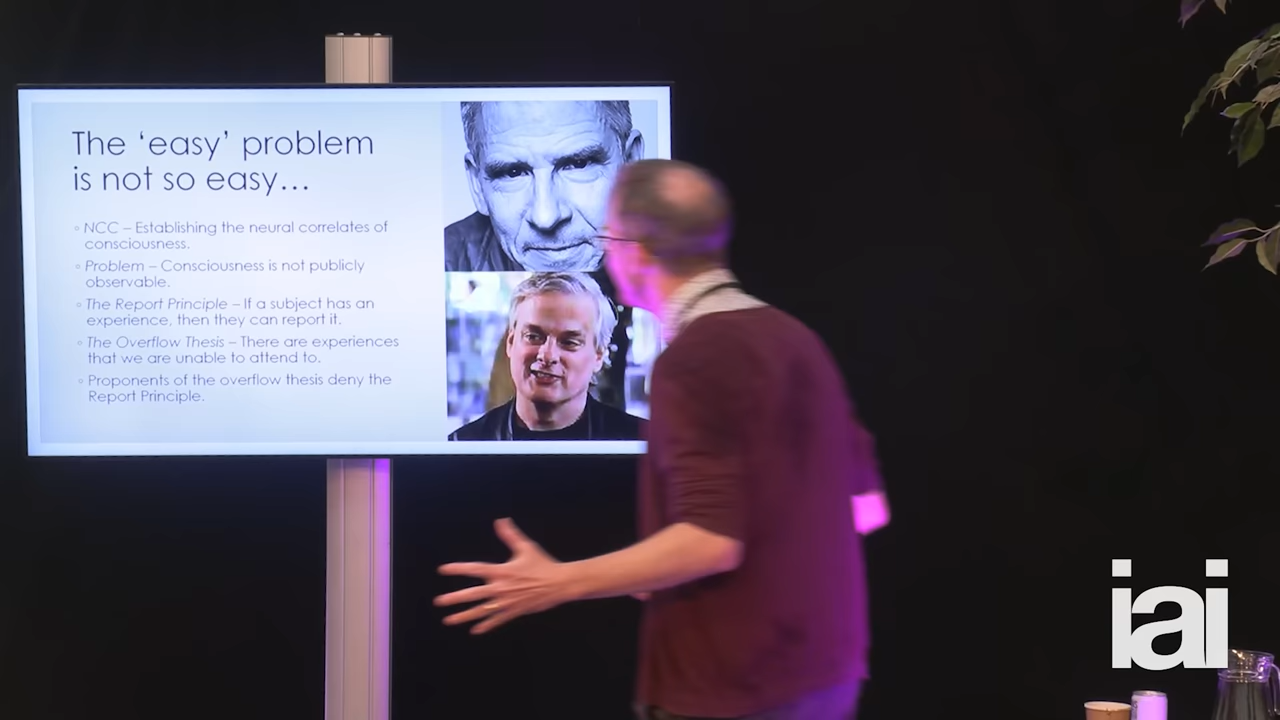 The 'easy' problem
is not so easy…
NCC – Establishing the neural correlates of
consciousness.
Problem – Consciousness is not publicly
observable.
The Report Principle – If a subject has an
experience, then they can report it.
The Overflow Thesis – There are experiences
that we are unable to attend to.
Proponents of the overflow thesis deny the
Report Principle.
iai